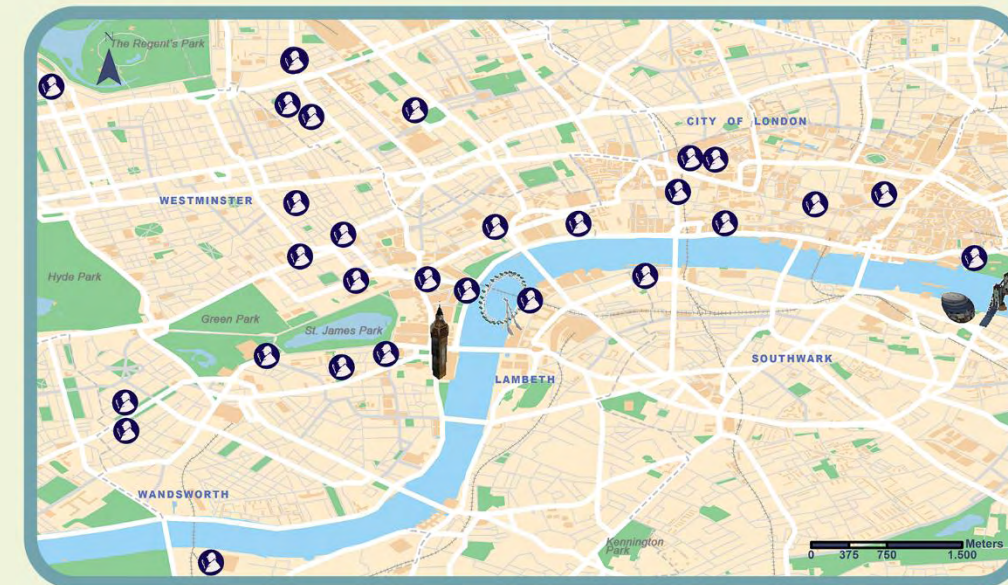 N
The Regent's Park
CITY OF LONDON
WESTMINSTER
Hyde Park
Green Park
St. James Park
SOUTHWARK
LAMBETH
WANDSWORTH
Kennington
Park
Meters
0 375 750 1.500